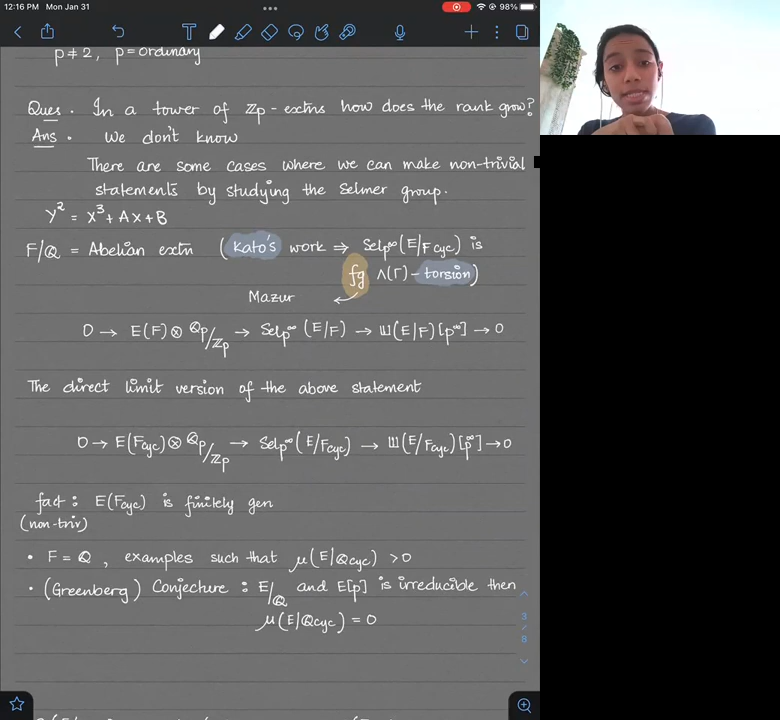 12:16 PM Mon Jan 31
98%
p ≠ 2, p = ordinary
Ques. In a tower of ℤp - extns how does the rank grow?
Ans. We don't know
There are some cases where we can make non-trivial
statements by studying the Selmer group.
Y² = X³ + Ax + B
F/ℚ = Abelian extn ( Kato's work ⇒ Selp∞(E/Fcyc) is
fg Λ(Γ) - torsion)
Mazur ↙
0 → E(F) ⊗ ℚp/ℤp → Selp∞(E/F) → Ш(E/F)[p∞] → 0
The direct limit version of the above statement
0 → E(Fcyc) ⊗ ℚp/ℤp → Selp∞(E/Fcyc) → Ш(E/Fcyc)[p∞] → 0
fact : E(Fcyc) is finitely gen
(non-triv)
• F = ℚ, examples such that μ(E/ℚcyc) > 0
• (Greenberg) Conjecture : E/ℚ and E[p] is irreducible then
μ(E/ℚcyc) = 0
3
/
8